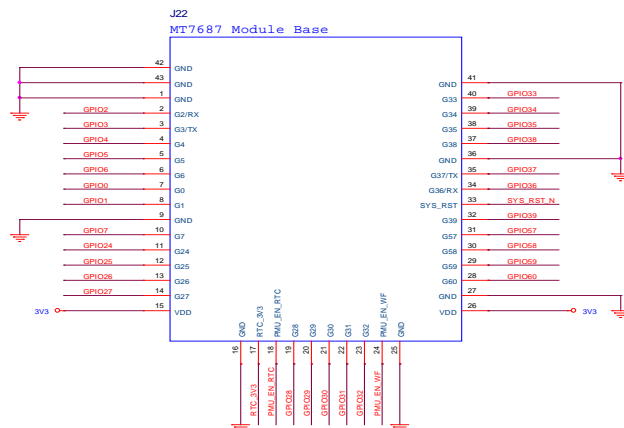 J22
MT7687 Module Base
42 GND
43 GND 41 GND
1 GND GPIO33 40 G33
GPIO2 2 G2/RX GPIO34 39 G34
GPIO3 3 G3/TX GPIO35 38 G35
GPIO4 4 G4 GPIO38 37 G38
GPIO5 5 G5 36 GND
GPIO6 6 G6 GPIO37 35 G37/TX
GPIO0 7 G0 GPIO36 34 G36/RX
GPIO1 8 G1 SYS_RST_N 33 SYS_RST
9 GND GPIO39 32 G39
GPIO7 10 G7 GPIO57 31 G57
GPIO24 11 G24 GPIO58 30 G58
GPIO25 12 G25 GPIO59 29 G59
GPIO26 13 G26 GPIO60 28 G60
GPIO27 14 G27 27 GND
3V3 15 VDD 26 VDD 3V3
GND RTC_3V3 PMU_EN_RTC G28 G29 G30 G31 G32 PMU_EN_WF GND
16 17 18 19 20 21 22 23 24 25
RTC_3V3 PMU_EN_RTC GPIO28 GPIO29 GPIO30 GPIO31 GPIO32 PMU_EN_WF